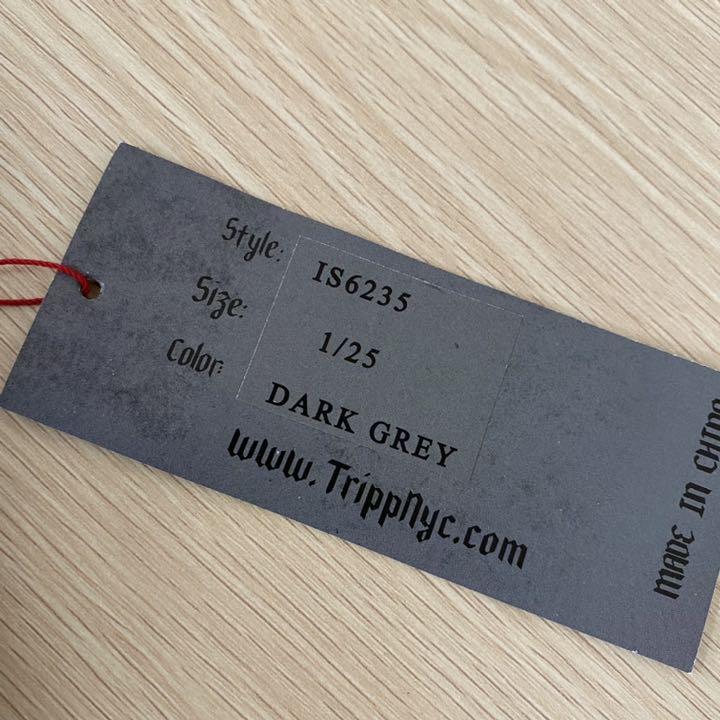 Style: IS6235
Size: 1/25
Color: DARK GREY
www.TrippNyc.com
MADE IN CHINA